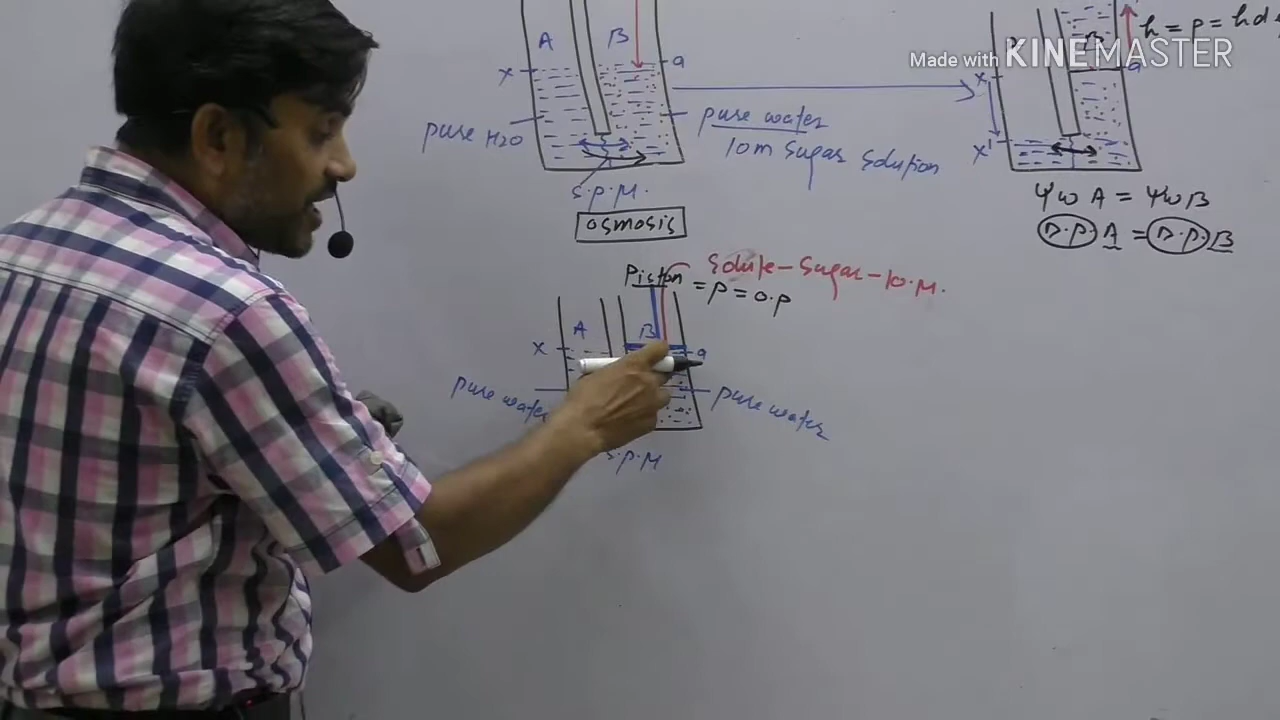 Made with KINEMASTER
A
B
x
a
pure H2O
pure water
10m Sugar Solution
S.P.M.
osmosis
B
h = p = hd
x
a
x'
ψw A = ψw B
D.P. A = D.P. B
Piston
Solute - Sugar - 10.M.
= P = O.P
A
B
x
a
pure water
pure water
S.P.M